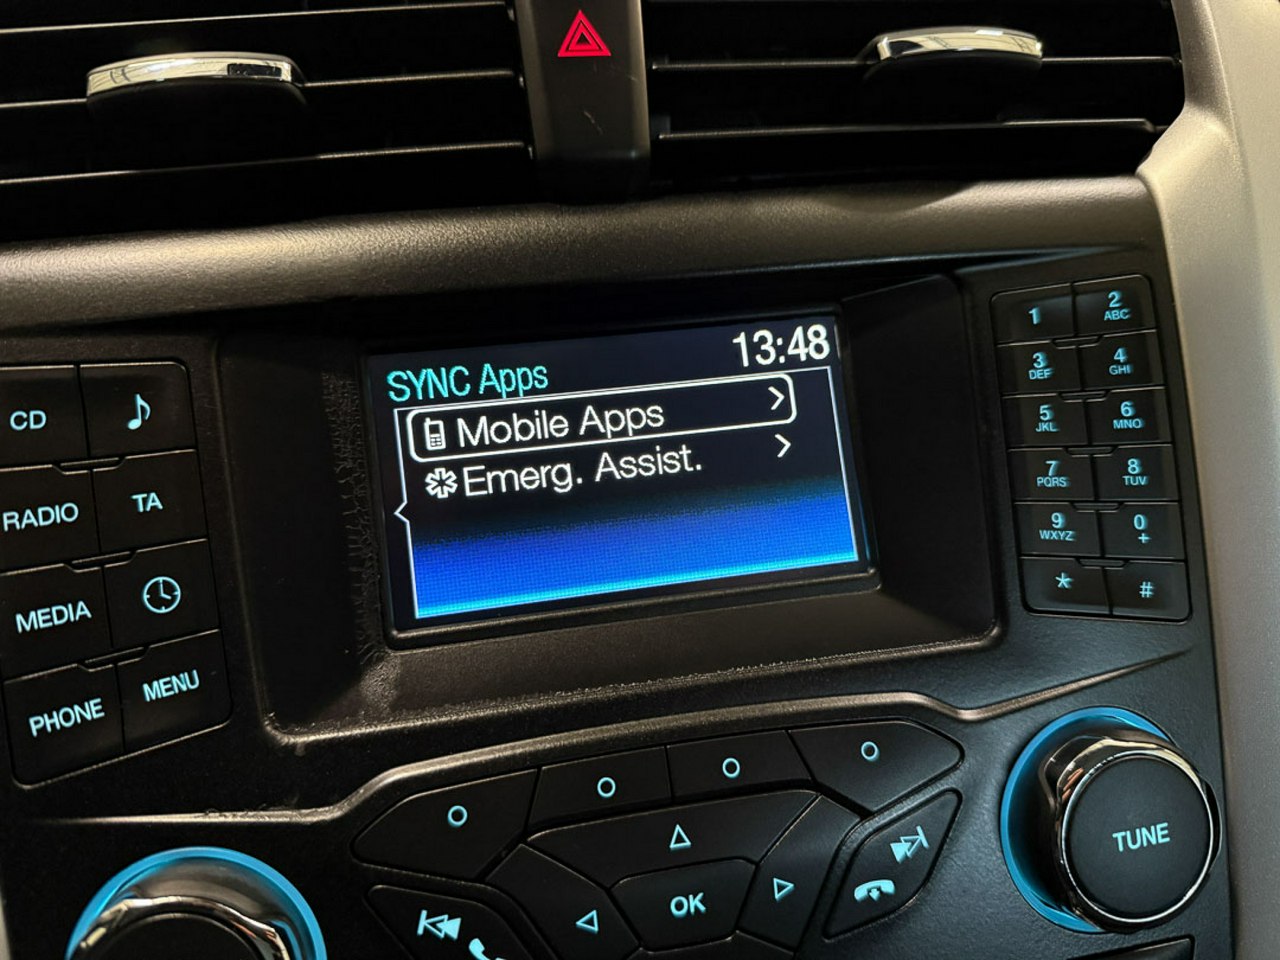 13:48
SYNC Apps
Mobile Apps
Emerg. Assist.
CD
RADIO
TA
MEDIA
PHONE
MENU
1
2
ABC
3
DEF
4
GHI
5
JKL
6
MNO
7
PQRS
8
TUV
9
WXYZ
0
+
*
#
OK
TUNE